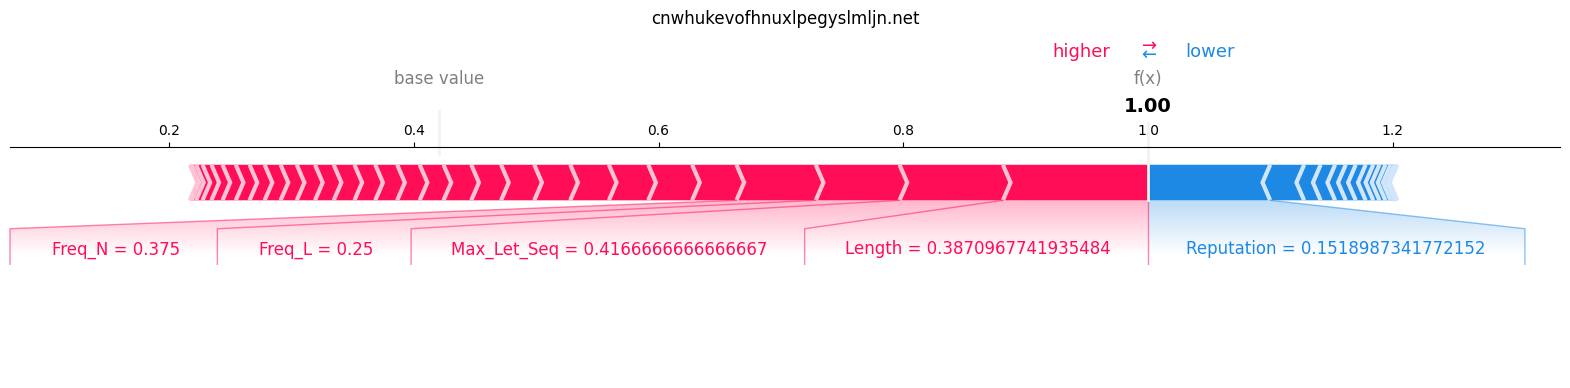 cnwhukevofhnuxlpegyslmljn.net
higher ⇄ lower
base value f(x)
1.00
0.2 0.4 0.6 0.8 1.0 1.2
Freq_N = 0.375 Freq_L = 0.25 Max_Let_Seq = 0.4166666666666667 Length = 0.3870967741935484 Reputation = 0.1518987341772152